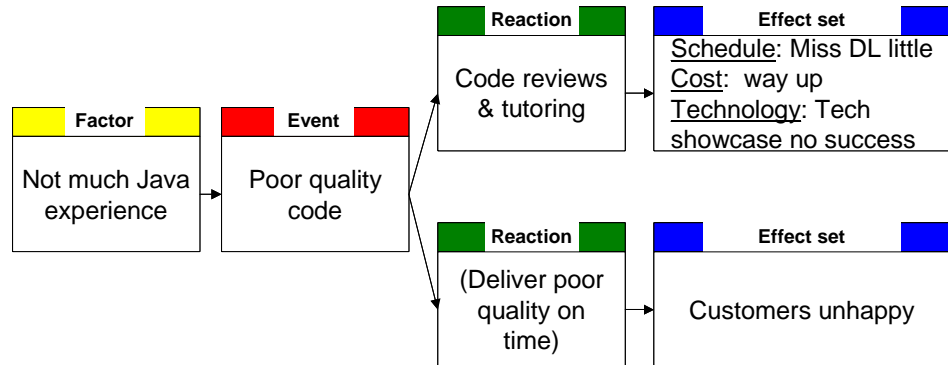 Factor
Not much Java
experience
Event
Poor quality
code
Reaction
Code reviews
& tutoring
Effect set
Schedule: Miss DL little
Cost:  way up
Technology: Tech
showcase no success
Reaction
(Deliver poor
quality on
time)
Effect set
Customers unhappy